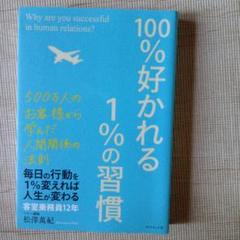 Why are you successful
in human relations?
100%好かれる
1%の習慣
500万人の
お客様から
学んだ
人間関係の
法則
毎日の行動を
1%変えれば
人生が変わる
客室乗務員12年
松澤萬紀